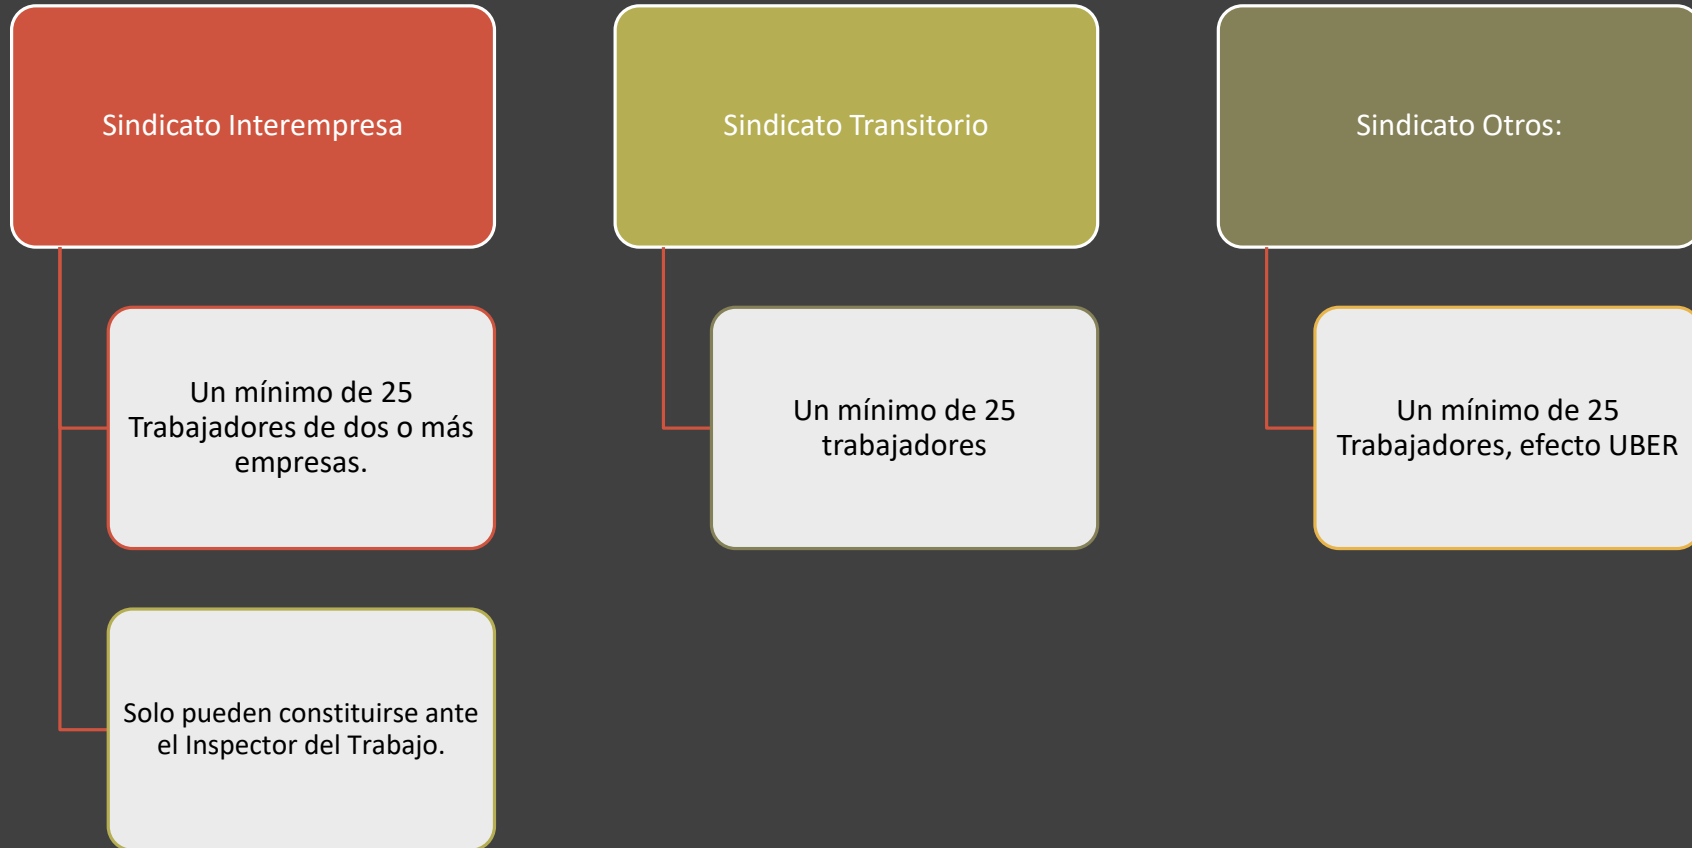 Sindicato Interempresa
Un mínimo de 25
Trabajadores de dos o más
empresas.
Solo pueden constituirse ante
el Inspector del Trabajo.
Sindicato Transitorio
Un mínimo de 25
trabajadores
Sindicato Otros:
Un mínimo de 25
Trabajadores, efecto UBER